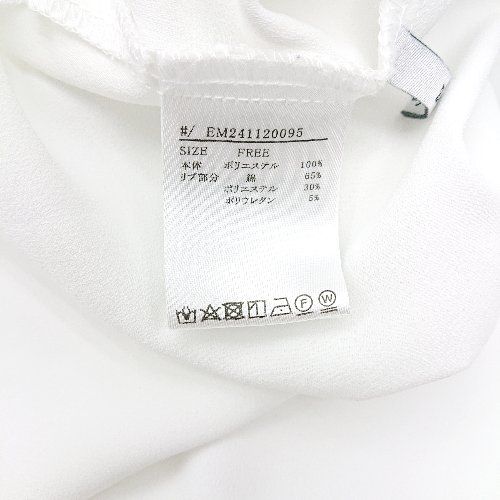 #/ EM241120095
SIZE FREE
本体 ポリエステル 100%
リブ部分 綿 65%
ポリエステル 30%
ポリウレタン 5%
F W